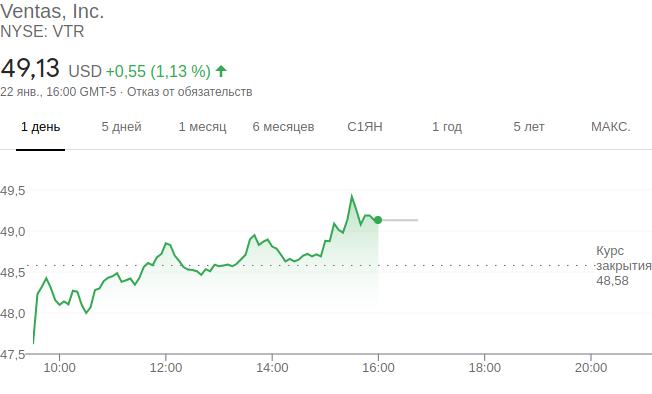 Ventas, Inc.
NYSE: VTR
49,13 USD +0,55 (1,13 %)
22 янв., 16:00 GMT-5 · Отказ от обязательств
1 день 5 дней 1 месяц 6 месяцев С1ЯН 1 год 5 лет МАКС.
49,5
49,0
48,5
48,0
47,5
Курс
закрытия
48,58
10:00 12:00 14:00 16:00 18:00 20:00